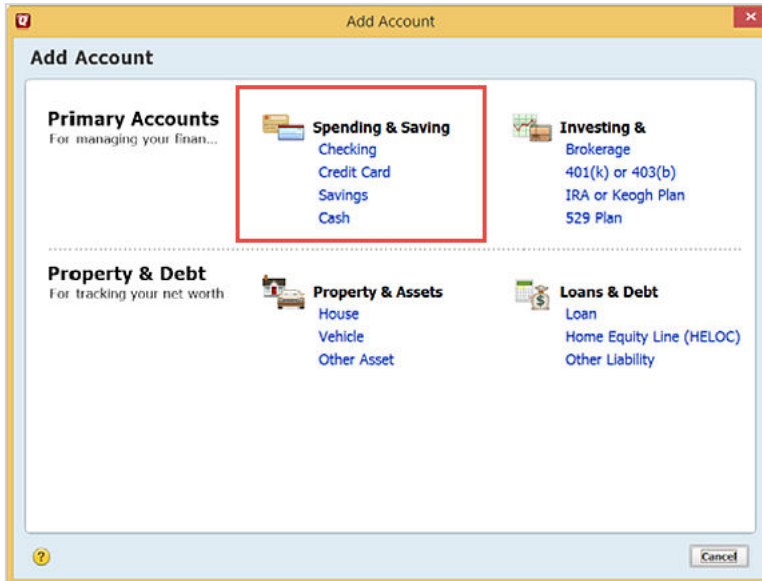 Add Account
Add Account
Primary Accounts
For managing your finan...
Spending & Saving
Checking
Credit Card
Savings
Cash
Investing &
Brokerage
401(k) or 403(b)
IRA or Keogh Plan
529 Plan
Property & Debt
For tracking your net worth
Property & Assets
House
Vehicle
Other Asset
Loans & Debt
Loan
Home Equity Line (HELOC)
Other Liability
Cancel